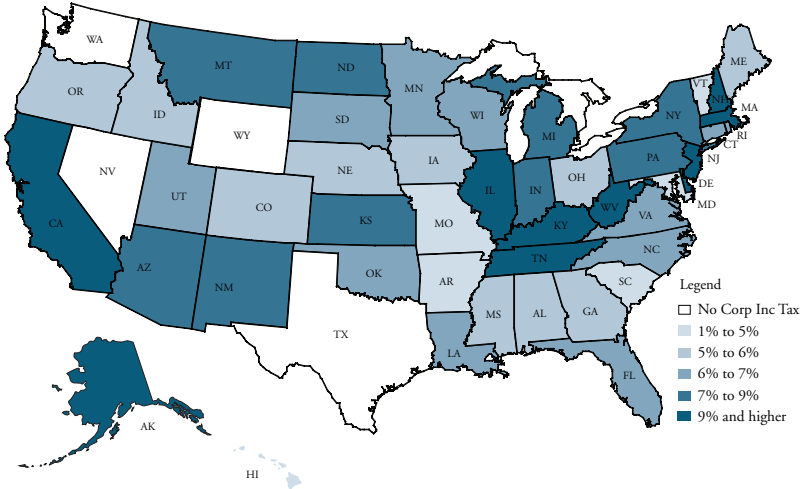 WA
MT
ND
MN
VT
ME
OR
ID
SD
WI
NH
MA
NY
WY
MI
RI
CT
NV
NE
IA
PA
NJ
UT
CO
IL
IN
OH
DE
MD
CA
KS
MO
KY
WV
VA
AZ
NM
OK
AR
TN
NC
SC
TX
MS
AL
GA
LA
FL
AK
HI
Legend
No Corp Inc Tax
1% to 5%
5% to 6%
6% to 7%
7% to 9%
9% and higher